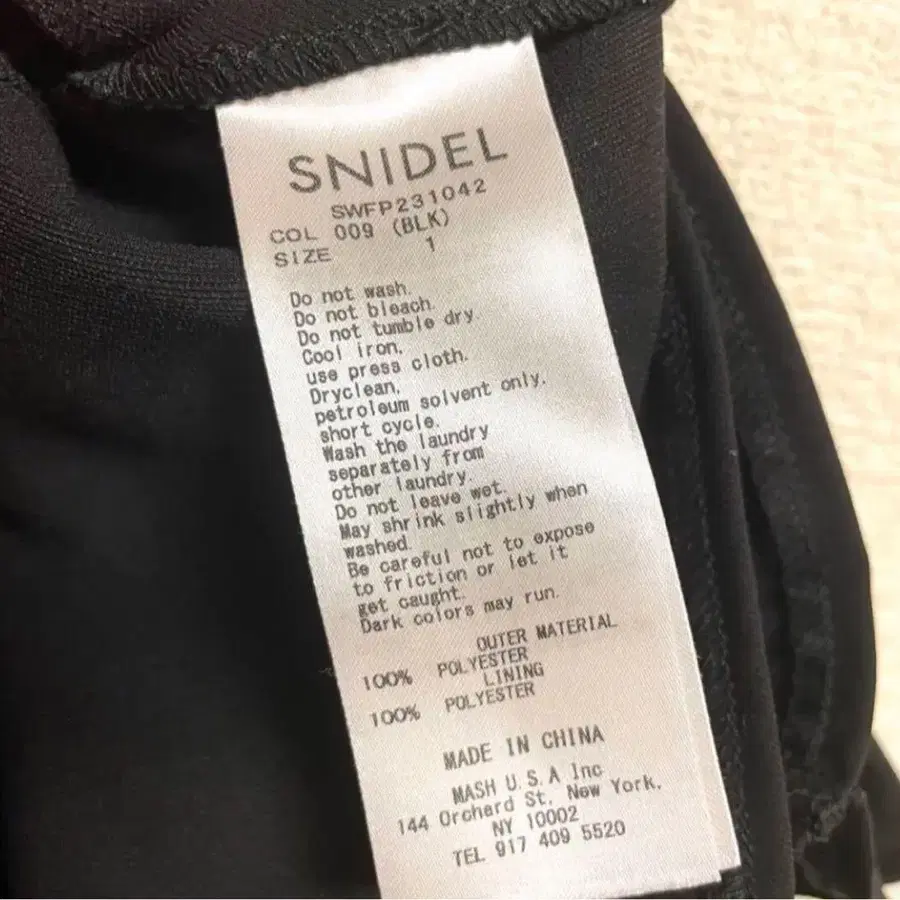 SNIDEL
SWFP231042
COL 009 (BLK)
SIZE 1
Do not wash.
Do not bleach.
Do not tumble dry.
Cool iron.
use press cloth.
Dryclean.
petroleum solvent only.
short cycle.
Wash the laundry
separately from
other laundry.
Do not leave wet.
May shrink slightly when
washed.
Be careful not to expose
to friction or let it
get caught.
Dark colors may run.
OUTER MATERIAL
100% POLYESTER
LINING
100% POLYESTER
MADE IN CHINA
MASH U.S.A Inc
144 Orchard St. New York,
NY 10002
TEL 917 409 5520